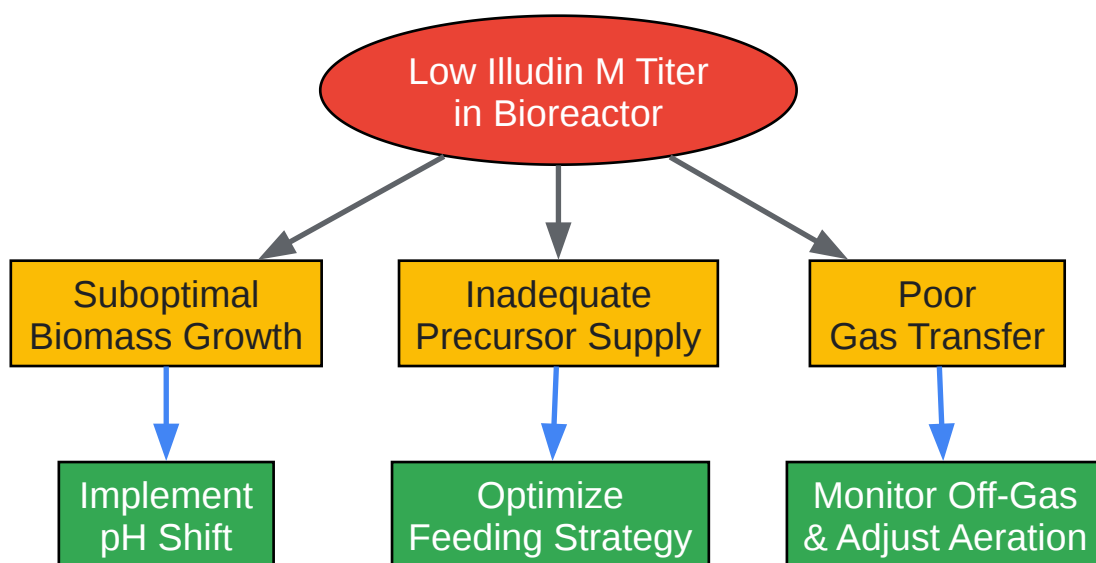 Low Illudin M Titer
in Bioreactor
Suboptimal
Biomass Growth
Inadequate
Precursor Supply
Poor
Gas Transfer
Implement
pH Shift
Optimize
Feeding Strategy
Monitor Off-Gas
& Adjust Aeration